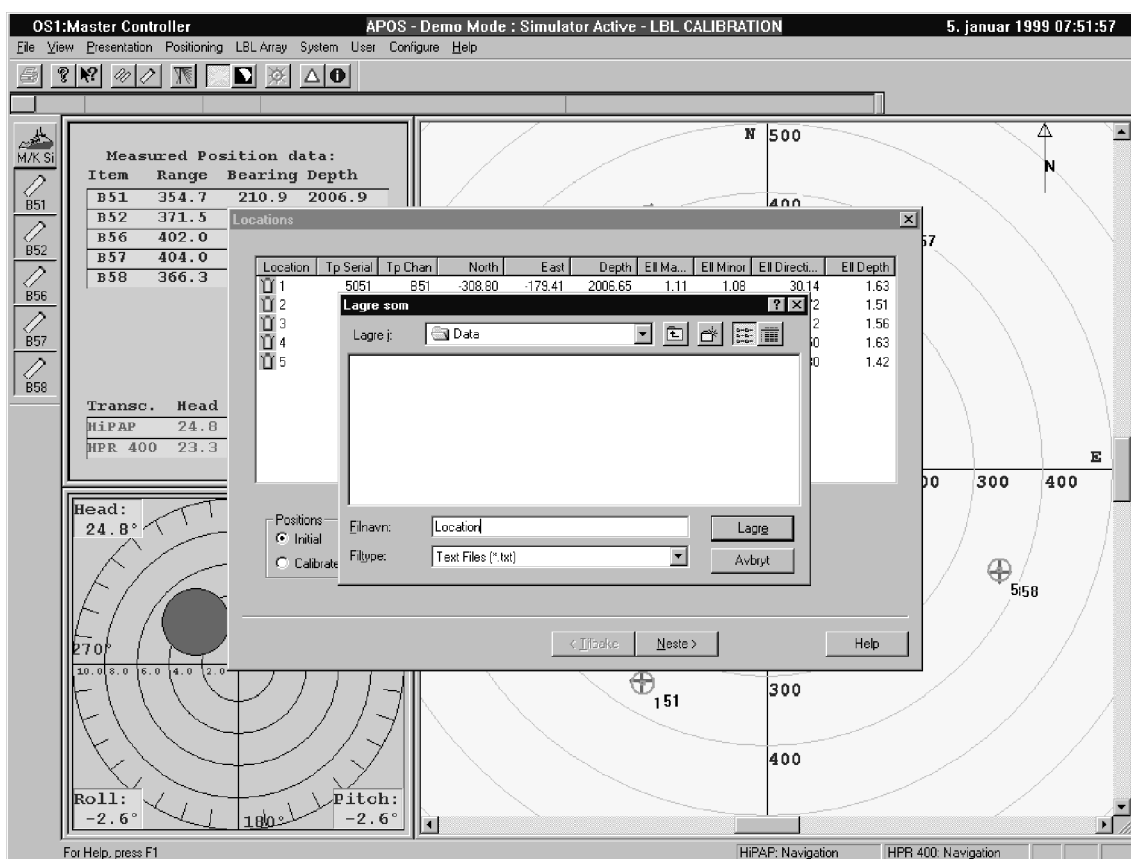 OS1:Master Controller APOS - Demo Mode : Simulator Active - LBL CALIBRATION 5. januar 1999 07:51:57
File View Presentation Positioning LBL Array System User Configure Help
M/K Si
B51
B52
B56
B57
B58
Measured Position data:
Item Range Bearing Depth
B51 354.7 210.9 2006.9
B52 371.5
B56 402.0
B57 404.0
B58 366.3
Transc. Head
HiPAP 24.8
HPR 400 23.3
Head:
24.8°
270°
10.0 8.0 6.0 4.0 2.0
180°
Roll:
-2.6°
Pitch:
-2.6°
N 500
N
400
57
E
300 400
5 58
1 51
300
400
Locations
Location Tp Serial Tp Chan North East Depth Ell Ma... Ell Minor Ell Directi... Ell Depth
1 5051 B51 -308.80 -179.41 2006.65 1.11 1.08 30.14 1.63
2 1.51
3 1.56
4 1.63
5 1.42
Positions
Initial
Calibrate
Lagre som
Lagre i: Data
Filnavn: Location Lagre
Filtype: Text Files (*.txt) Avbryt
< Tilbake Neste > Help
For Help, press F1 HiPAP: Navigation HPR 400: Navigation